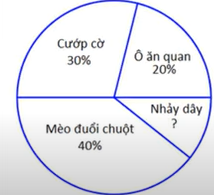 Cướp cờ
30%
Ô ăn quan
20%
Nhảy dây
?
Mèo đuổi chuột
40%